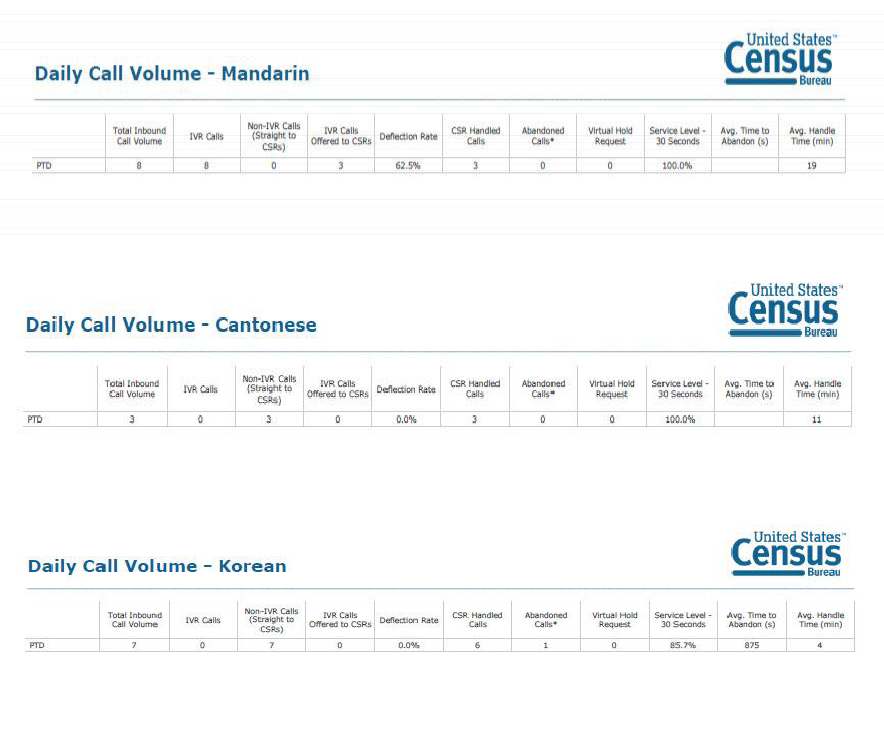 United States™
Census
Bureau
Daily Call Volume - Mandarin
Total Inbound Call Volume IVR Calls Non-IVR Calls (Straight to CSRs) IVR Calls Offered to CSRs Deflection Rate CSR Handled Calls Abandoned Calls* Virtual Hold Request Service Level - 30 Seconds Avg. Time to Abandon (s) Avg. Handle Time (min)
PTD 8 8 0 3 62.5% 3 0 0 100.0% 19
United States™
Census
Bureau
Daily Call Volume - Cantonese
Total Inbound Call Volume IVR Calls Non-IVR Calls (Straight to CSRs) IVR Calls Offered to CSRs Deflection Rate CSR Handled Calls Abandoned Calls* Virtual Hold Request Service Level - 30 Seconds Avg. Time to Abandon (s) Avg. Handle Time (min)
PTD 3 0 3 0 0.0% 3 0 0 100.0% 11
United States™
Census
Bureau
Daily Call Volume - Korean
Total Inbound Call Volume IVR Calls Non-IVR Calls (Straight to CSRs) IVR Calls Offered to CSRs Deflection Rate CSR Handled Calls Abandoned Calls* Virtual Hold Request Service Level - 30 Seconds Avg. Time to Abandon (s) Avg. Handle Time (min)
PTD 7 0 7 0 0.0% 6 1 0 85.7% 875 4